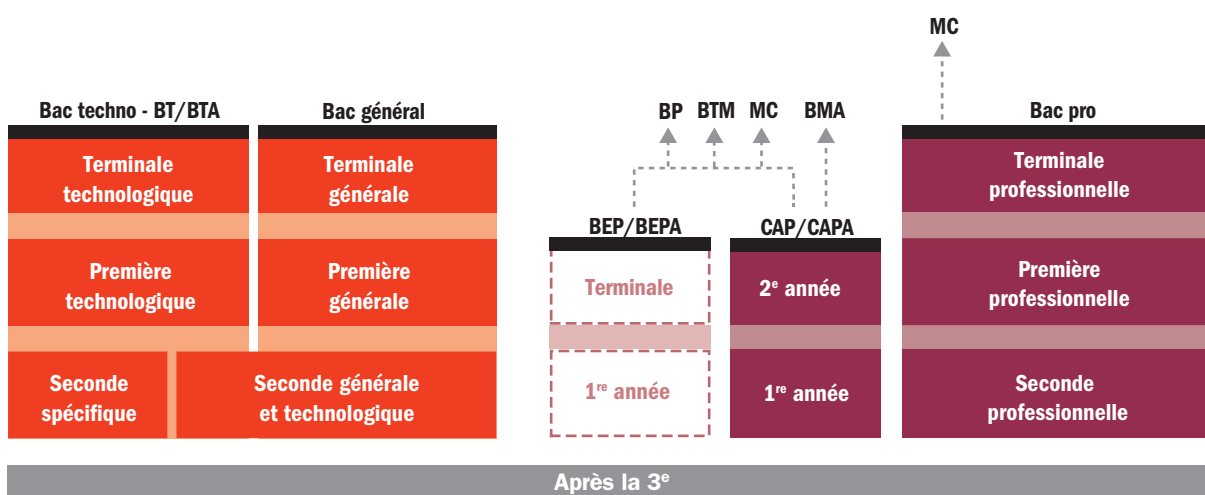 MC
Bac techno - BT/BTA
Bac général
BP
BTM
MC
BMA
Bac pro
Terminale
technologique
Terminale
générale
Terminale
professionnelle
BEP/BEPA
CAP/CAPA
Première
technologique
Première
générale
Terminale
2e année
Première
professionnelle
Seconde
spécifique
Seconde générale
et technologique
1re année
1re année
Seconde
professionnelle
Après la 3e